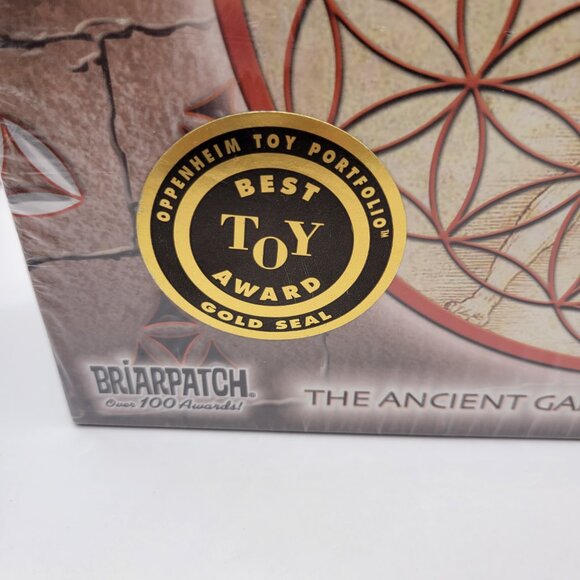 OPPENHEIM TOY PORTFOLIO™
BEST
TOY
AWARD
GOLD SEAL
BRIARPATCH®
Over 100 Awards!
THE ANCIENT GA